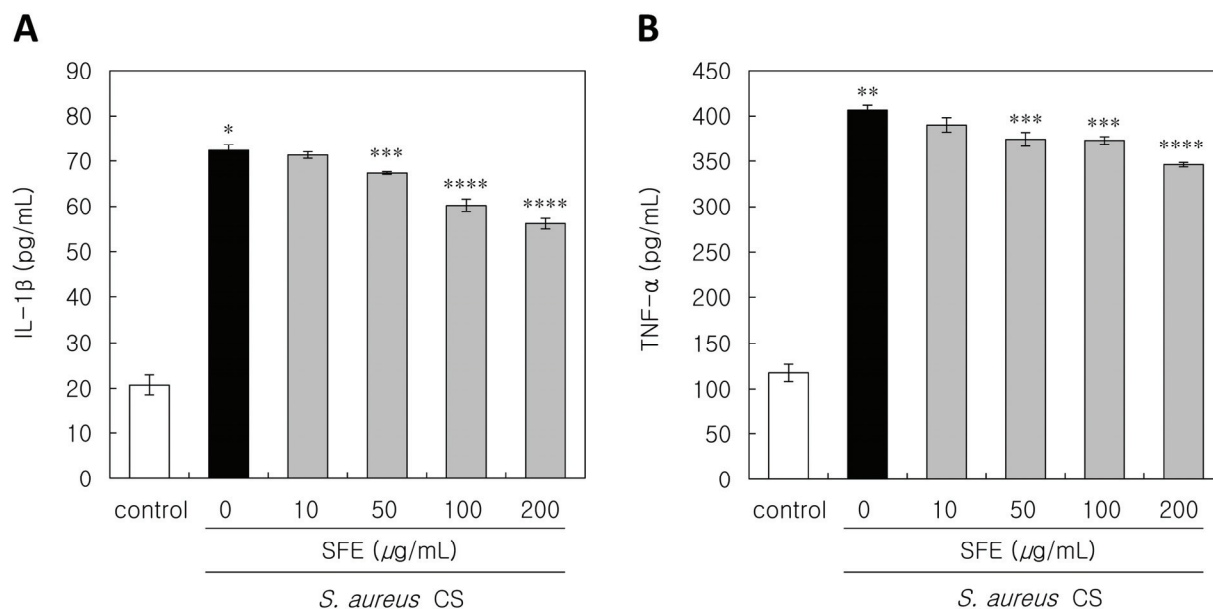 A
IL-1β (pg/mL)
90
80
70
60
50
40
30
20
10
0
*
***
****
****
control 0 10 50 100 200
SFE (μg/mL)
S. aureus CS
B
TNF-α (pg/mL)
450
400
350
300
250
200
150
100
50
0
**
***
***
****
control 0 10 50 100 200
SFE (μg/mL)
S. aureus CS